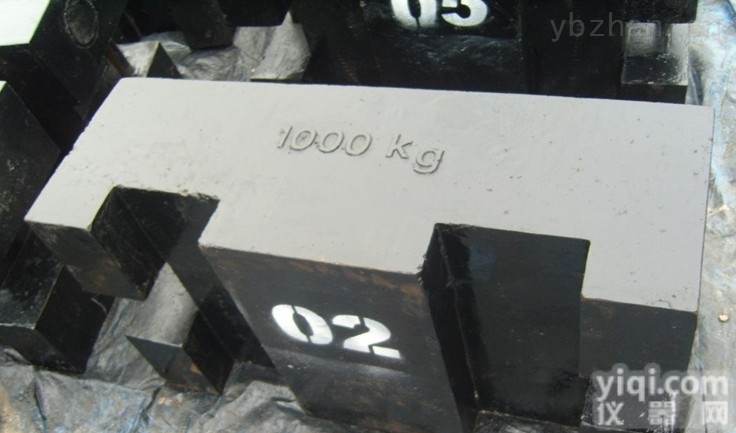 05
ybzhan
1000 kg
02
yiqi.com
仪器网